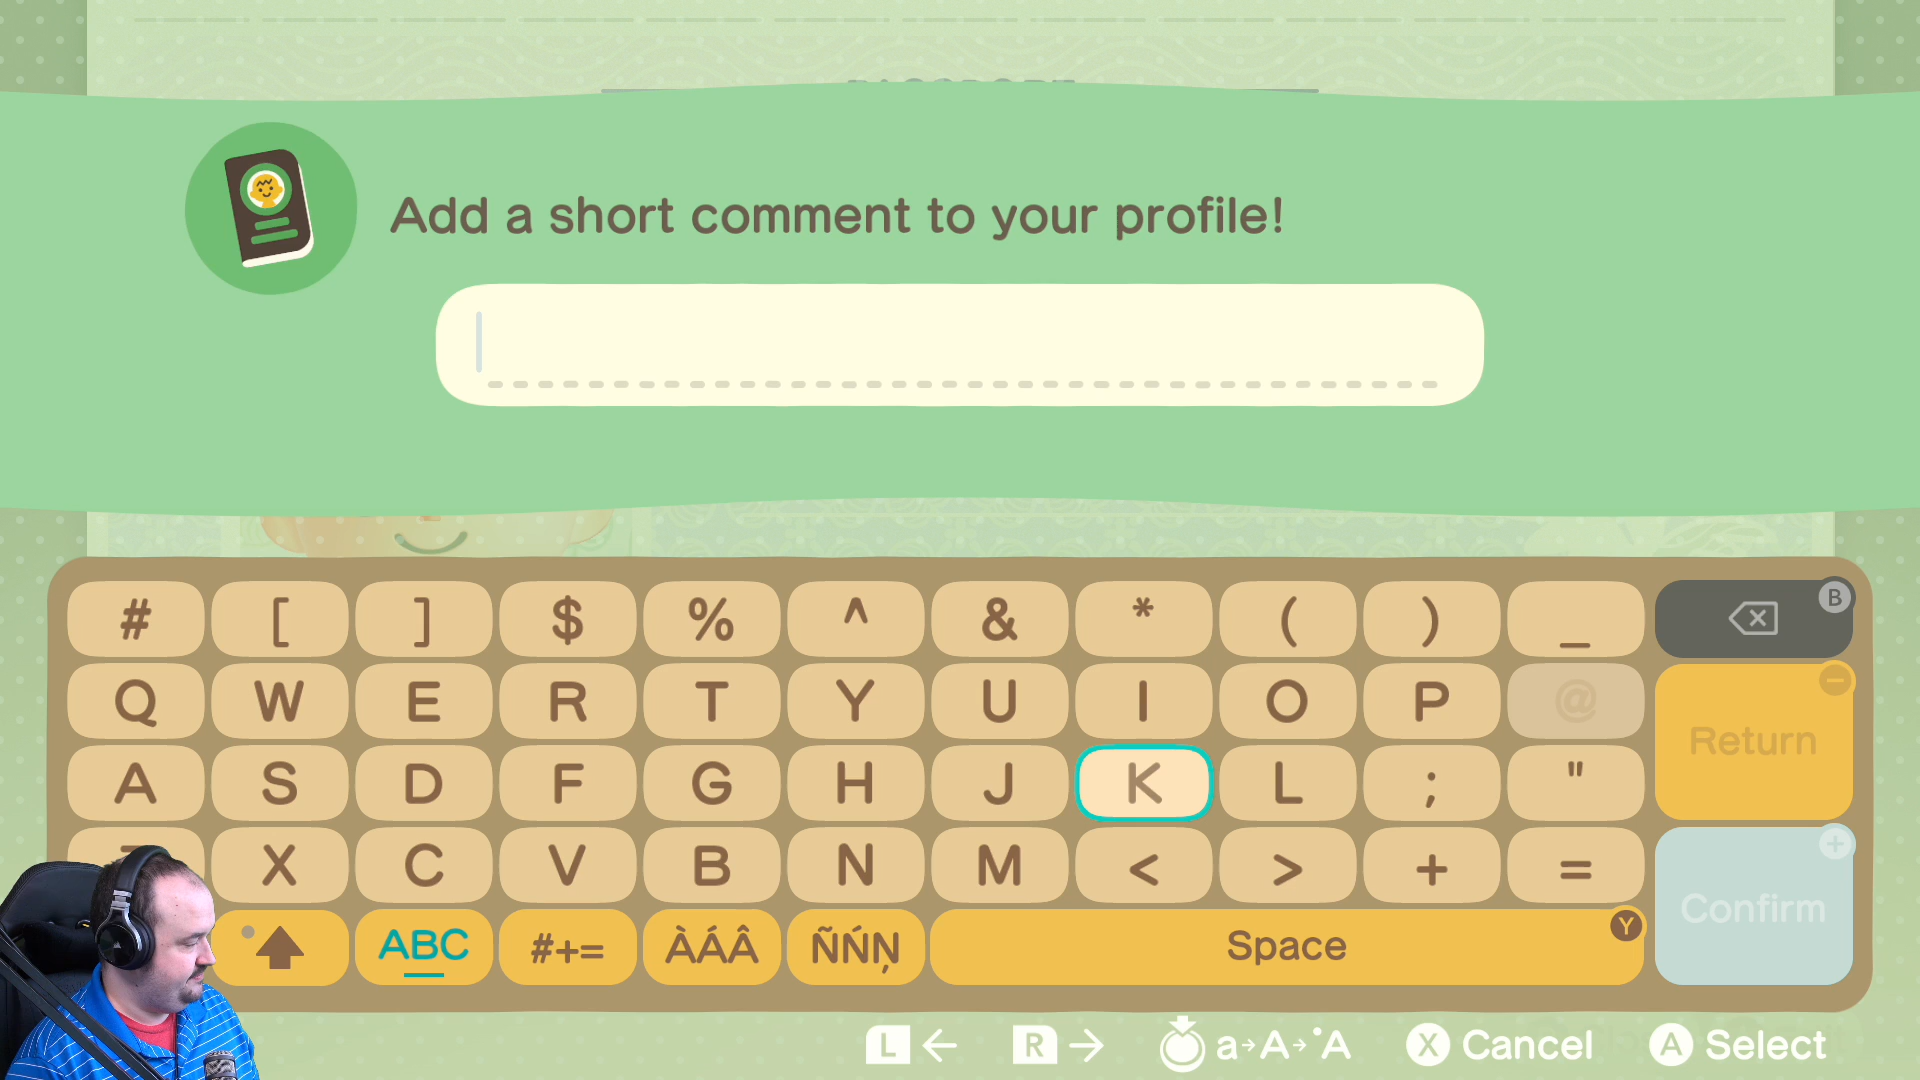 Add a short comment to your profile!
# [ ] $ % ^ & * ( ) _ B
Q W E R T Y U I O P @ Return
A S D F G H J K L ; "
X C V B N M < > + = Confirm
ABC #+= ÀÁÂ ÑŃŅ Space Y
L ← R → a→A→•A X Cancel A Select